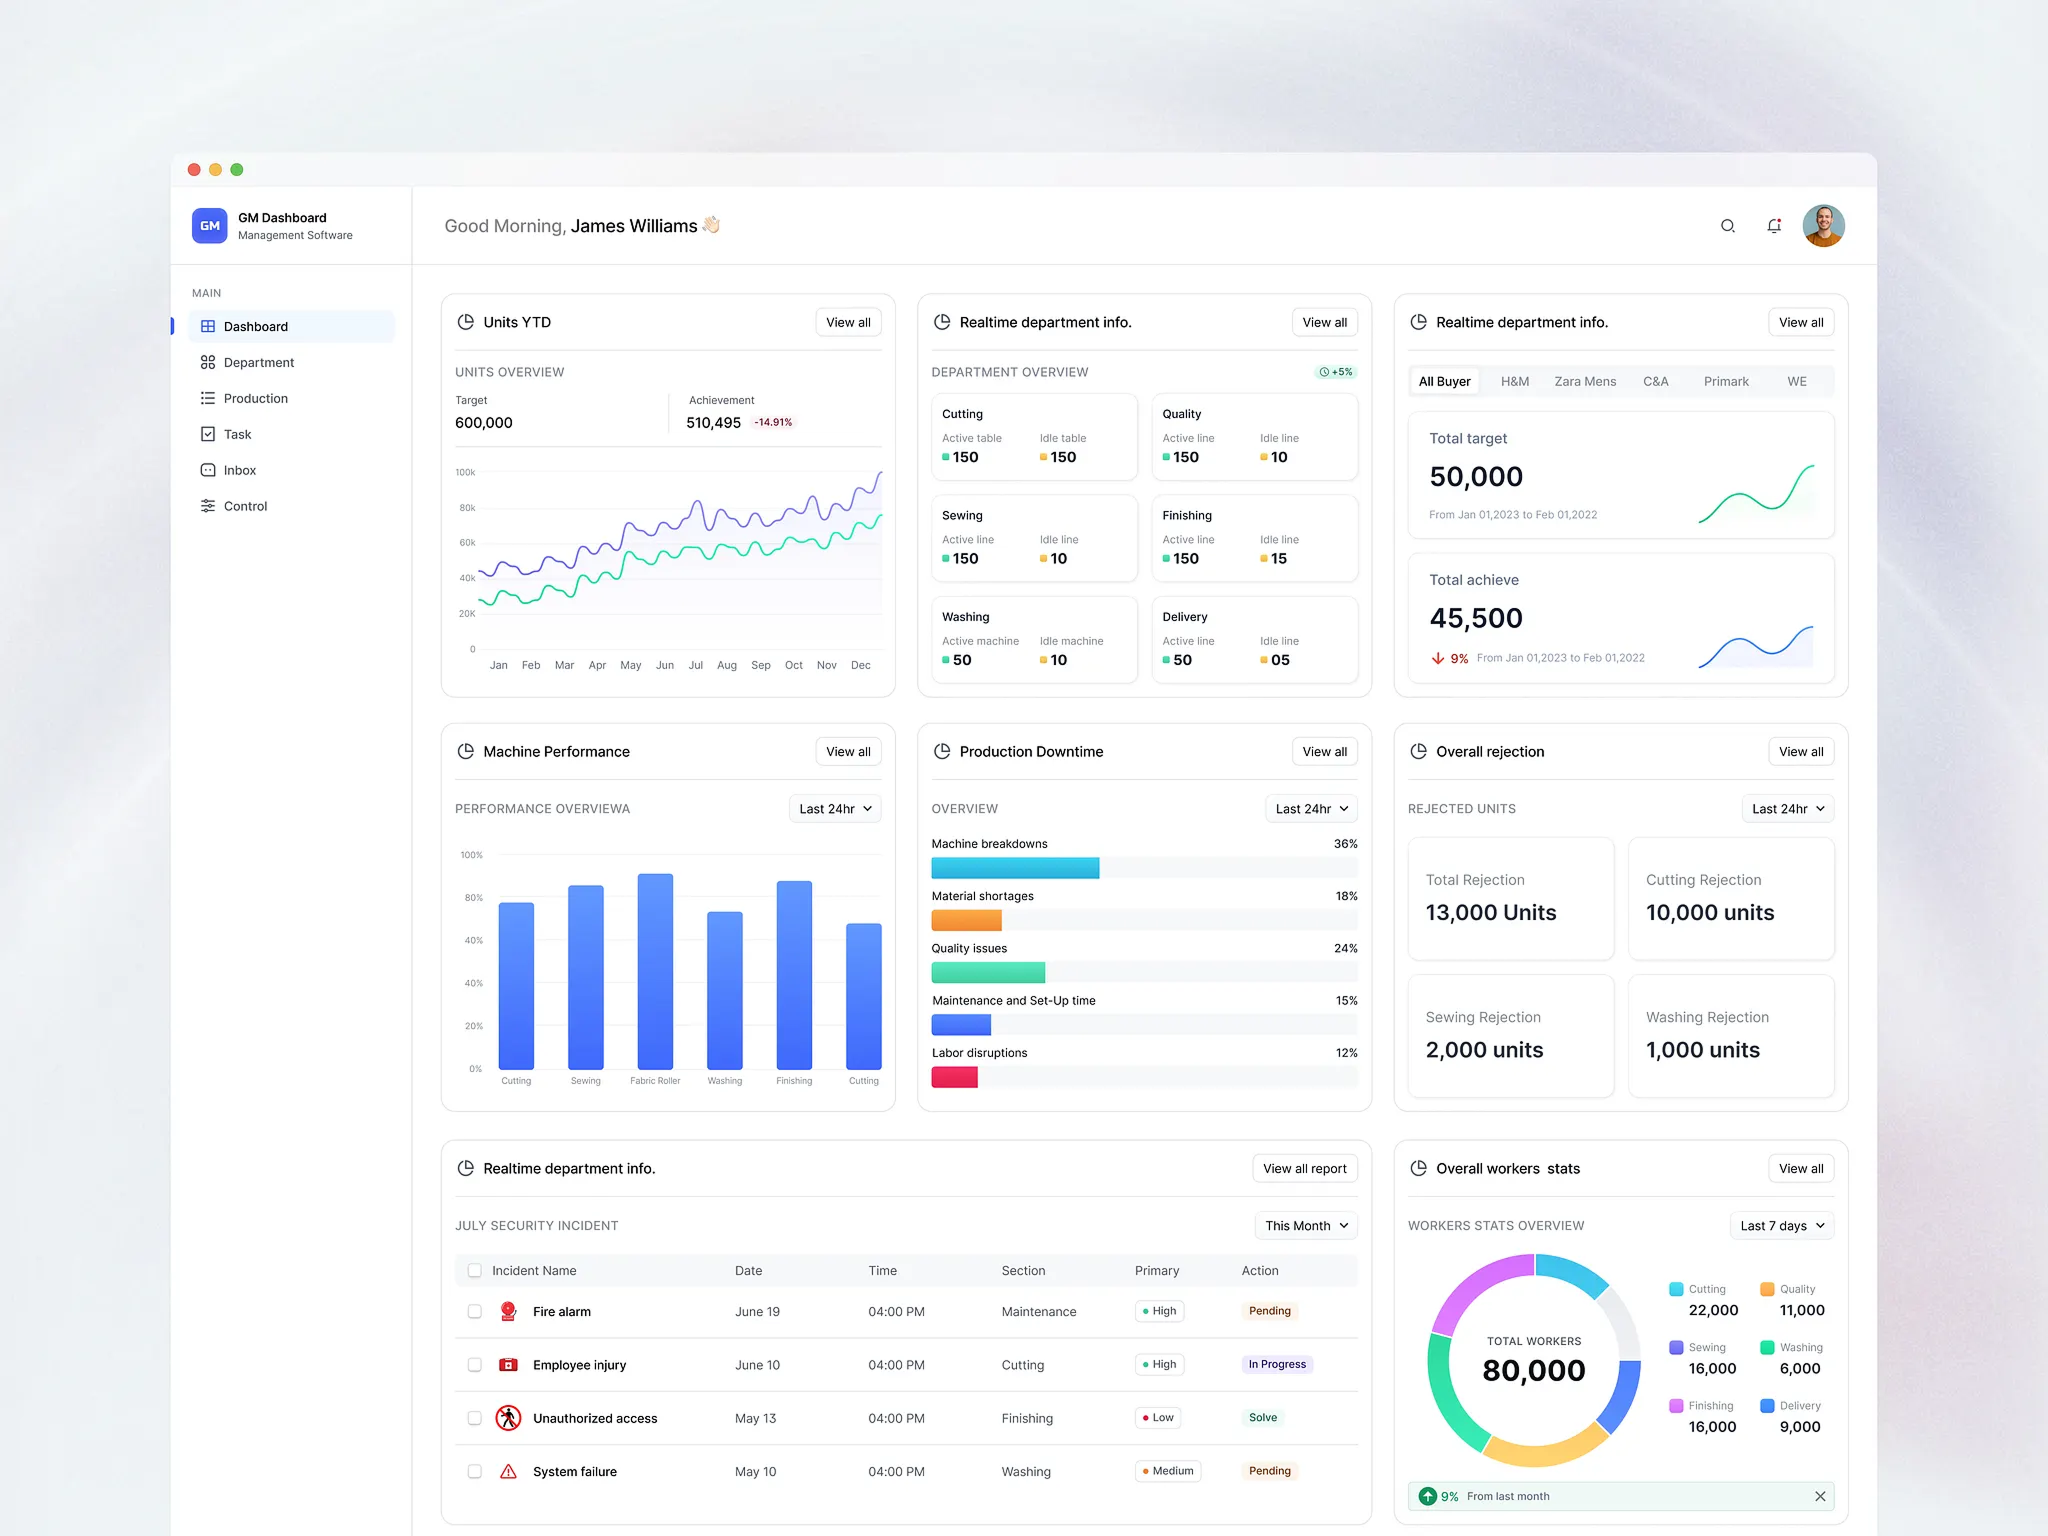 GM
GM Dashboard
Management Software
Good Morning, James Williams
MAIN
Dashboard
Department
Production
Task
Inbox
Control
Units YTD
View all
UNITS OVERVIEW
Target
600,000
Achievement
510,495 -14.91%
100k
80k
60k
40k
20K
0
Jan Feb Mar Apr May Jun Jul Aug Sep Oct Nov Dec
Realtime department info.
View all
DEPARTMENT OVERVIEW
+5%
Cutting
Active table Idle table
150 150
Quality
Active line Idle line
150 10
Sewing
Active line Idle line
150 10
Finishing
Active line Idle line
150 15
Washing
Active machine Idle machine
50 10
Delivery
Active line Idle line
50 05
Realtime department info.
View all
All Buyer H&M Zara Mens C&A Primark WE
Total target
50,000
From Jan 01,2023 to Feb 01,2022
Total achieve
45,500
9% From Jan 01,2023 to Feb 01,2022
Machine Performance
View all
PERFORMANCE OVERVIEWA
Last 24hr
100%
80%
40%
40%
20%
0%
Cutting Sewing Fabric Roller Washing Finishing Cutting
Production Downtime
View all
OVERVIEW
Last 24hr
Machine breakdowns 36%
Material shortages 18%
Quality issues 24%
Maintenance and Set-Up time 15%
Labor disruptions 12%
Overall rejection
View all
REJECTED UNITS
Last 24hr
Total Rejection
13,000 Units
Cutting Rejection
10,000 units
Sewing Rejection
2,000 units
Washing Rejection
1,000 units
Realtime department info.
View all report
JULY SECURITY INCIDENT
This Month
Incident Name Date Time Section Primary Action
Fire alarm June 19 04:00 PM Maintenance High Pending
Employee injury June 10 04:00 PM Cutting High In Progress
Unauthorized access May 13 04:00 PM Finishing Low Solve
System failure May 10 04:00 PM Washing Medium Pending
Overall workers stats
View all
WORKERS STATS OVERVIEW
Last 7 days
TOTAL WORKERS
80,000
Cutting
22,000
Quality
11,000
Sewing
16,000
Washing
6,000
Finishing
16,000
Delivery
9,000
9% From last month